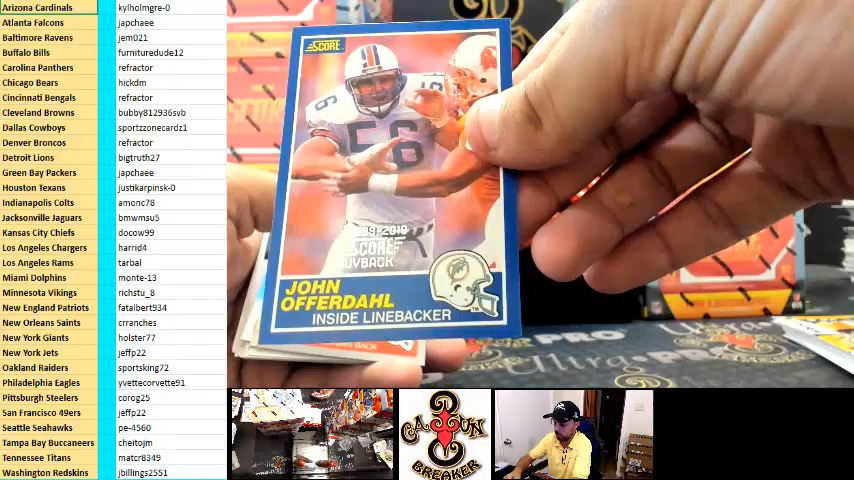 Arizona Cardinals kylholmgre-0
Atlanta Falcons japchaee
Baltimore Ravens jem021
Buffalo Bills furnituredude12
Carolina Panthers refractor
Chicago Bears hickdm
Cincinnati Bengals refractor
Cleveland Browns bubby812936svb
Dallas Cowboys sportzzonecardz1
Denver Broncos refractor
Detroit Lions bigtruth27
Green Bay Packers japchaee
Houston Texans justikarpinsk-0
Indianapolis Colts amonc78
Jacksonville Jaguars bmwmsu5
Kansas City Chiefs docow99
Los Angeles Chargers harrid4
Los Angeles Rams tarbal
Miami Dolphins monte-13
Minnesota Vikings richstu_8
New England Patriots fatalbert934
New Orleans Saints crranches
New York Giants holster77
New York Jets jeffp22
Oakland Raiders sportsking72
Philadelphia Eagles yvettecorvette91
Pittsburgh Steelers corog25
San Francisco 49ers jeffp22
Seattle Seahawks pe-4560
Tampa Bay Buccaneers cheitojm
Tennessee Titans matcr8349
Washington Redskins jbillings2551
SCORE
56
SCORE
JOHN
OFFERDAHL
INSIDE LINEBACKER
PRO
Ultra PRO
CAJUN
BREAKER